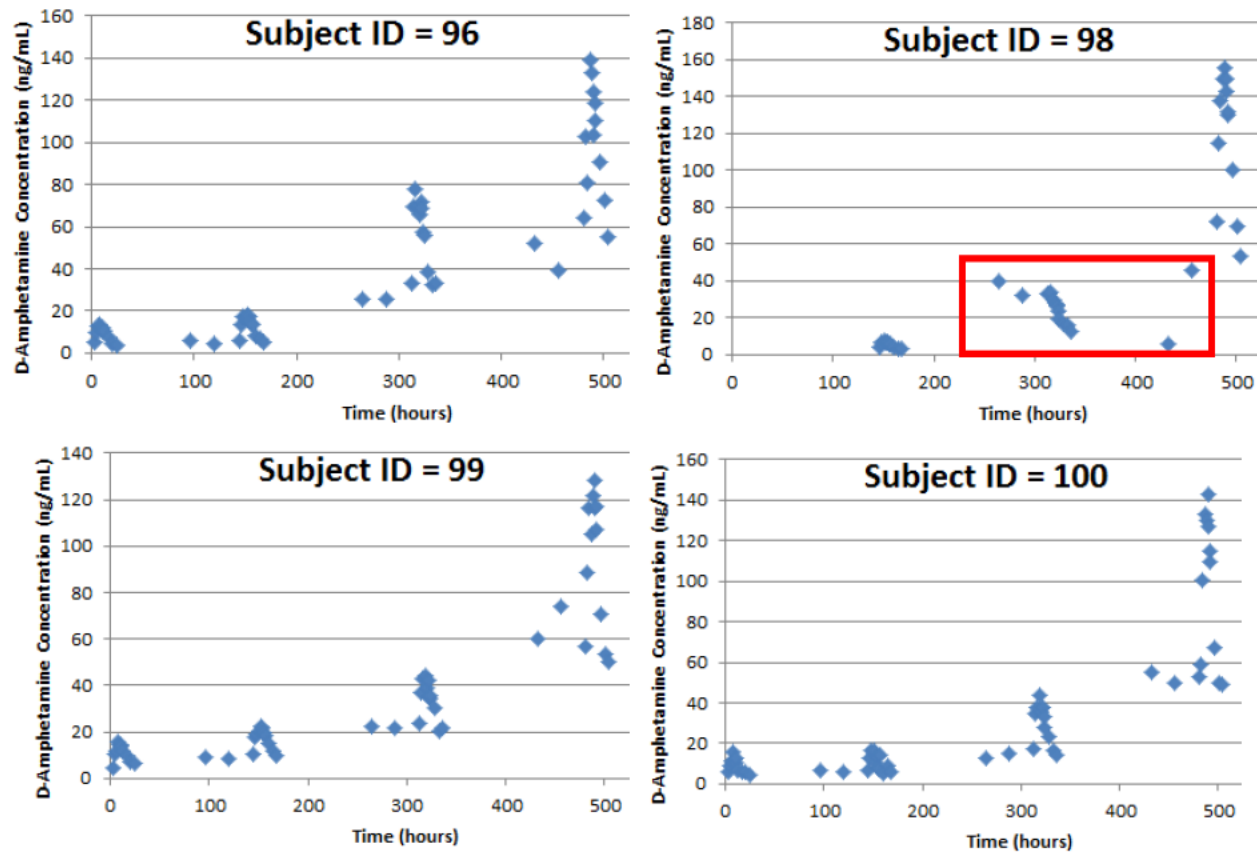 Subject ID = 96
D-Amphetamine Concentration (ng/mL)
160
140
120
100
80
60
40
20
0
0 100 200 300 400 500
Time (hours)
Subject ID = 98
D-Amphetamine Concentration (ng/mL)
180
160
140
120
100
80
60
40
20
0
0 100 200 300 400 500
Time (hours)
Subject ID = 99
D-Amphetamine Concentration (ng/mL)
140
120
100
80
60
40
20
0
0 100 200 300 400 500
Time (hours)
Subject ID = 100
D-Amphetamine Concentration (ng/mL)
160
140
120
100
80
60
40
20
0
0 100 200 300 400 500
Time (hours)